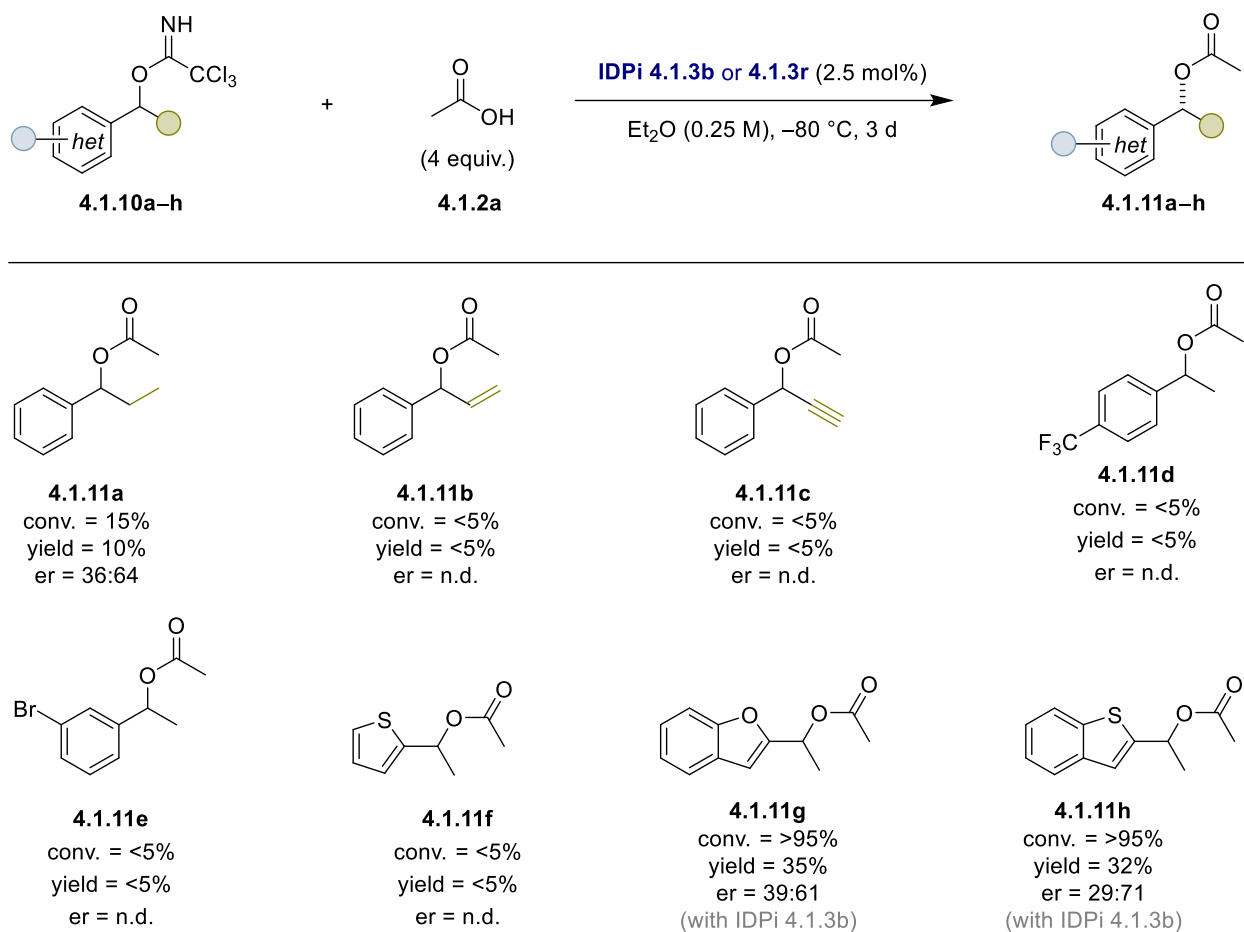 NH
O
CCl3
het
4.1.10a–h
+
O
OH
(4 equiv.)
4.1.2a
IDPi 4.1.3b or 4.1.3r (2.5 mol%)
Et2O (0.25 M), –80 °C, 3 d
O
O
het
4.1.11a–h
O
O
4.1.11a
conv. = 15%
yield = 10%
er = 36:64
O
O
4.1.11b
conv. = <5%
yield = <5%
er = n.d.
O
O
4.1.11c
conv. = <5%
yield = <5%
er = n.d.
O
O
F3C
4.1.11d
conv. = <5%
yield = <5%
er = n.d.
O
O
Br
4.1.11e
conv. = <5%
yield = <5%
er = n.d.
S
O
O
4.1.11f
conv. = <5%
yield = <5%
er = n.d.
O
O
O
4.1.11g
conv. = >95%
yield = 35%
er = 39:61
(with IDPi 4.1.3b)
S
O
O
4.1.11h
conv. = >95%
yield = 32%
er = 29:71
(with IDPi 4.1.3b)